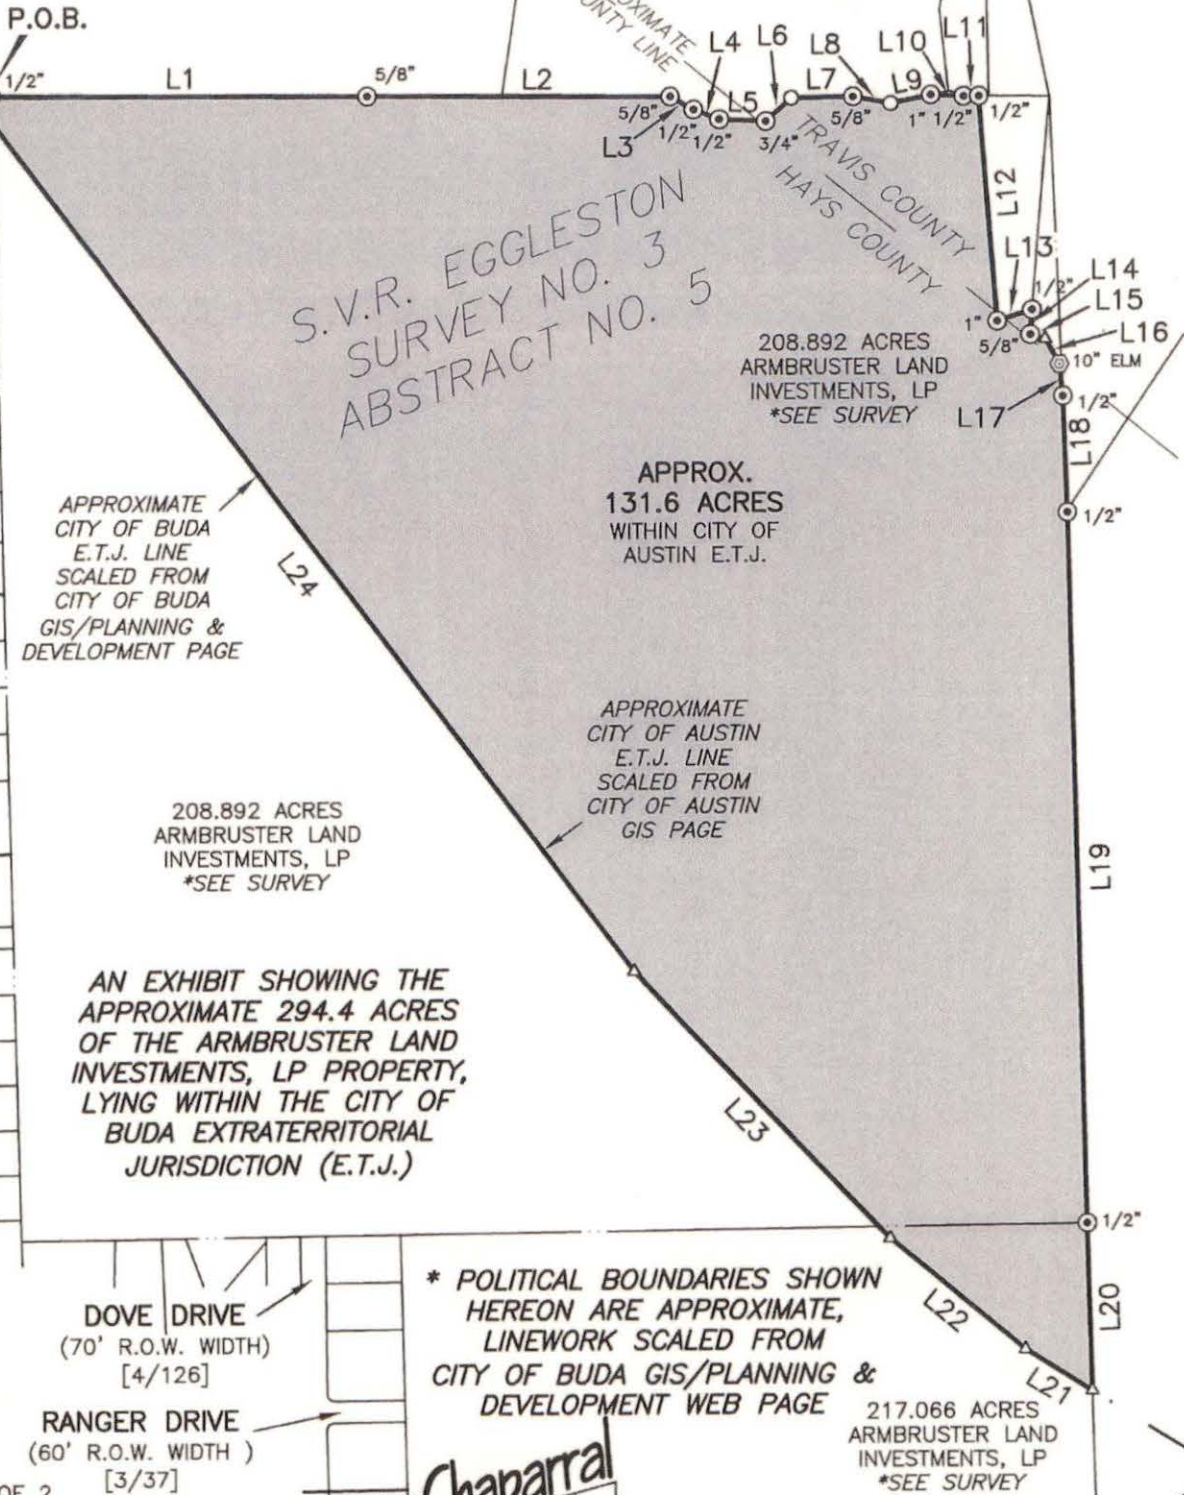 P.O.B.
1/2"
L1
5/8"
L2
COUNTY LINE
L4
L6
L8
L10
L11
5/8"
L3
1/2"
1/2"
L5
3/4"
L7
5/8"
L9
1"
1/2"
1/2"
TRAVIS COUNTY
HAYS COUNTY
L12
L13
1/2"
L14
L15
L16
1"
5/8"
10" ELM
L17
1/2"
L18
1/2"
S.V.R. EGGLESTON
SURVEY NO. 3
ABSTRACT NO. 5
208.892 ACRES
ARMBRUSTER LAND
INVESTMENTS, LP
*SEE SURVEY
APPROX.
131.6 ACRES
WITHIN CITY OF
AUSTIN E.T.J.
APPROXIMATE
CITY OF BUDA
E.T.J. LINE
SCALED FROM
CITY OF BUDA
GIS/PLANNING &
DEVELOPMENT PAGE
L24
APPROXIMATE
CITY OF AUSTIN
E.T.J. LINE
SCALED FROM
CITY OF AUSTIN
GIS PAGE
208.892 ACRES
ARMBRUSTER LAND
INVESTMENTS, LP
*SEE SURVEY
L19
AN EXHIBIT SHOWING THE
APPROXIMATE 294.4 ACRES
OF THE ARMBRUSTER LAND
INVESTMENTS, LP PROPERTY,
LYING WITHIN THE CITY OF
BUDA EXTRATERRITORIAL
JURISDICTION (E.T.J.)
L23
1/2"
L22
L20
L21
* POLITICAL BOUNDARIES SHOWN
HEREON ARE APPROXIMATE,
LINEWORK SCALED FROM
CITY OF BUDA GIS/PLANNING &
DEVELOPMENT WEB PAGE
DOVE DRIVE
(70' R.O.W. WIDTH)
[4/126]
RANGER DRIVE
(60' R.O.W. WIDTH )
[3/37]
217.066 ACRES
ARMBRUSTER LAND
INVESTMENTS, LP
*SEE SURVEY
Chaparral
OF 2